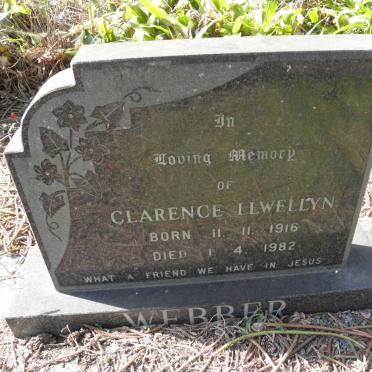 In
Loving Memory
OF
CLARENCE LLWELLYN
BORN 11. 11. 1916
DIED 1. 4. 1982
WHAT A FRIEND WE HAVE IN JESUS
WEBBER